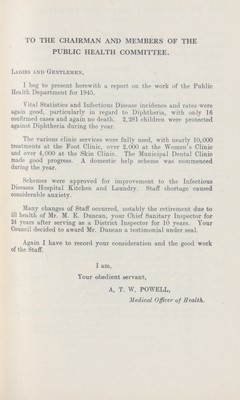 TO THE CHAIRMAN AND MEMBERS OF THE
PUBLIC HEALTH COMMITTEE.
LADIES AND GENTLEMEN,
I beg to present herewith a report on the work of the Public
Health Department for 1945.
Vital Statistics and Infectious Disease incidence and rates were
again good, particularly in regard to Diphtheria, with only 16
confirmed cases and again no death. 2,281 children were protected
against Diphtheria during the year.
The various clinic services were fully used, with nearly 10,000
treatments at the Foot Clinic, over 2,000 at the Women's Clinic
and over 4,000 at the Skin Clinic. The Municipal Dental Clinic
made good progress. A domestic help scheme was commenced
during the year.
Schemes were approved for improvement to the Infectious
Diseases Hospital Kitchen and Laundry. Staff shortage caused
considerable anxiety.
Many changes of Staff occurred, notably the retirement due to
ill health of Mr. M. E. Duncan, your Chief Sanitary Inspector for
24 years after serving as a District Inspector for 10 years. Your
Council decided to award Mr. Duncan a testimonial under seal.
Again I have to record your consideration and the good work
of the Staff.
I am,
Your obedient servant,
A. T. W. POWELL,
Medical Officer of Health.